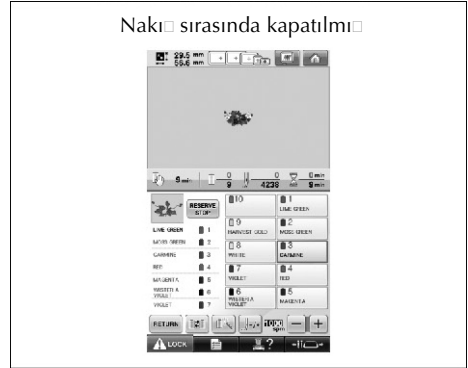 Nakı□ sırasında kapatılmı□
29.5 mm
55.6 mm
9 min 0 9 0 4238 0 min 9 min
RESERVE STOP
LIME GREEN 1
MOSS GREEN 2
CARMINE 3
RED 4
MAGENTA 5
WISTERIA VIOLET 6
VIOLET 7
10
1 LIME GREEN
9 HARVEST GOLD
2 MOSS GREEN
8 WHITE
3 CARMINE
7 VIOLET
4 RED
6 WISTERIA VIOLET
5 MAGENTA
RETURN 1000 spm − +
LOCK ?